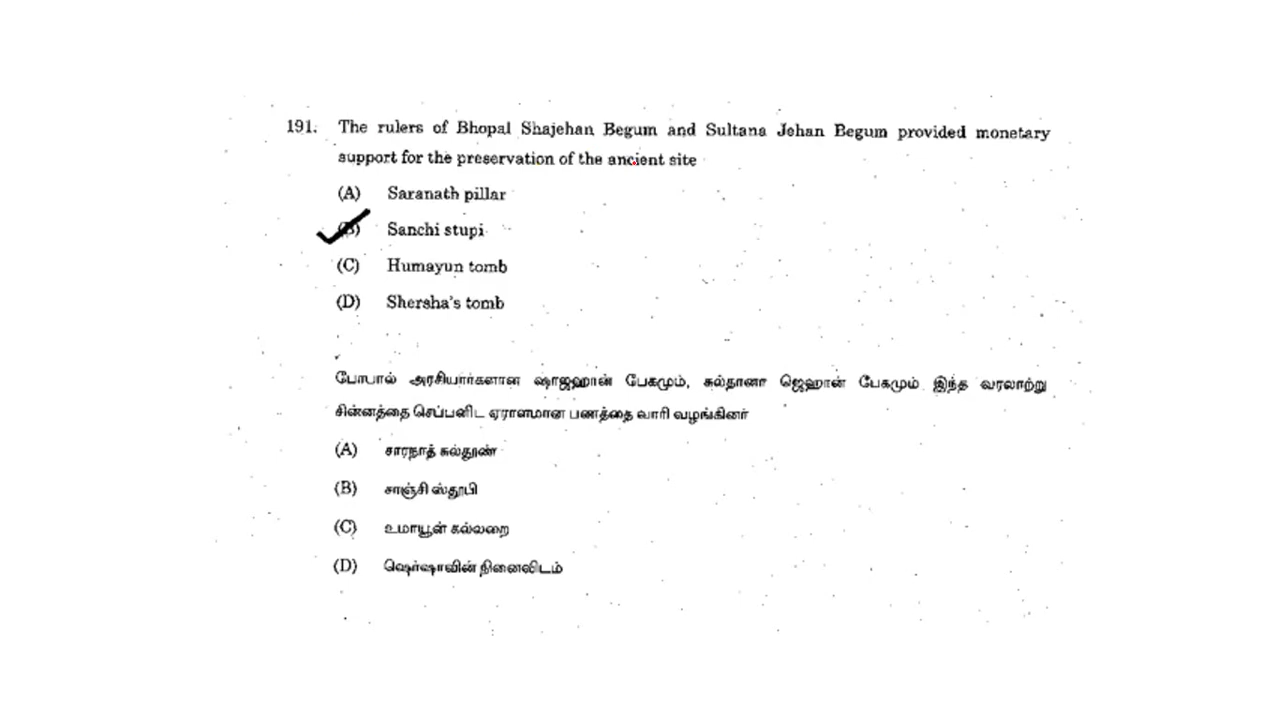 191. The rulers of Bhopal Shajehan Begum and Sultana Jehan Begum provided monetary
support for the preservation of the ancient site
(A) Saranath pillar
(B) Sanchi stupi
(C) Humayun tomb
(D) Shersha's tomb
போபால் அரசியார்களான ஷாஜஹான் பேகமும், சுல்தானா ஜெஹான் பேகமும் இந்த வரலாற்று
சின்னத்தை செப்பனிட ஏராளமான பணத்தை வாரி வழங்கினர்
(A) சாரநாத் கல்தூண்
(B) சாஞ்சி ஸ்தூபி
(C) உமாயூன் கல்லறை
(D) ஷெர்ஷாவின் நினைவிடம்